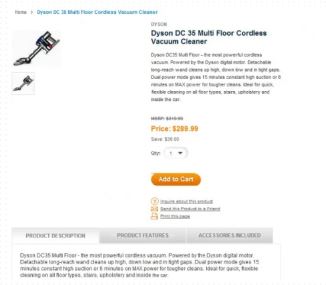 Home > Dyson DC 35 Multi Floor Cordless Vacuum Cleaner
DYSON
Dyson DC 35 Multi Floor Cordless
Vacuum Cleaner
Dyson DC35 Multi Floor - the most powerful cordless
vacuum. Powered by the Dyson digital motor. Detachable
long-reach wand cleans up high, down low and in tight gaps.
Dual power mode gives 15 minutes constant high suction or 6
minutes on MAX power for tougher cleans. Ideal for quick,
flexible cleaning on all floor types, stairs, upholstery and
inside the car.
MSRP:
Price: $289.99
Qty: 1
Add to Cart
Inquire about this product
Send this Product to a Friend
Print this page
PRODUCT DESCRIPTION PRODUCT FEATURES ACCESSORIES INCLUDED
Dyson DC35 Multi Floor - the most powerful cordless vacuum. Powered by the Dyson digital motor.
Detachable long-reach wand cleans up high, down low and in tight gaps. Dual power mode gives 15
minutes constant high suction or 6 minutes on MAX power for tougher cleans. Ideal for quick, flexible
cleaning on all floor types, stairs, upholstery and inside the car.